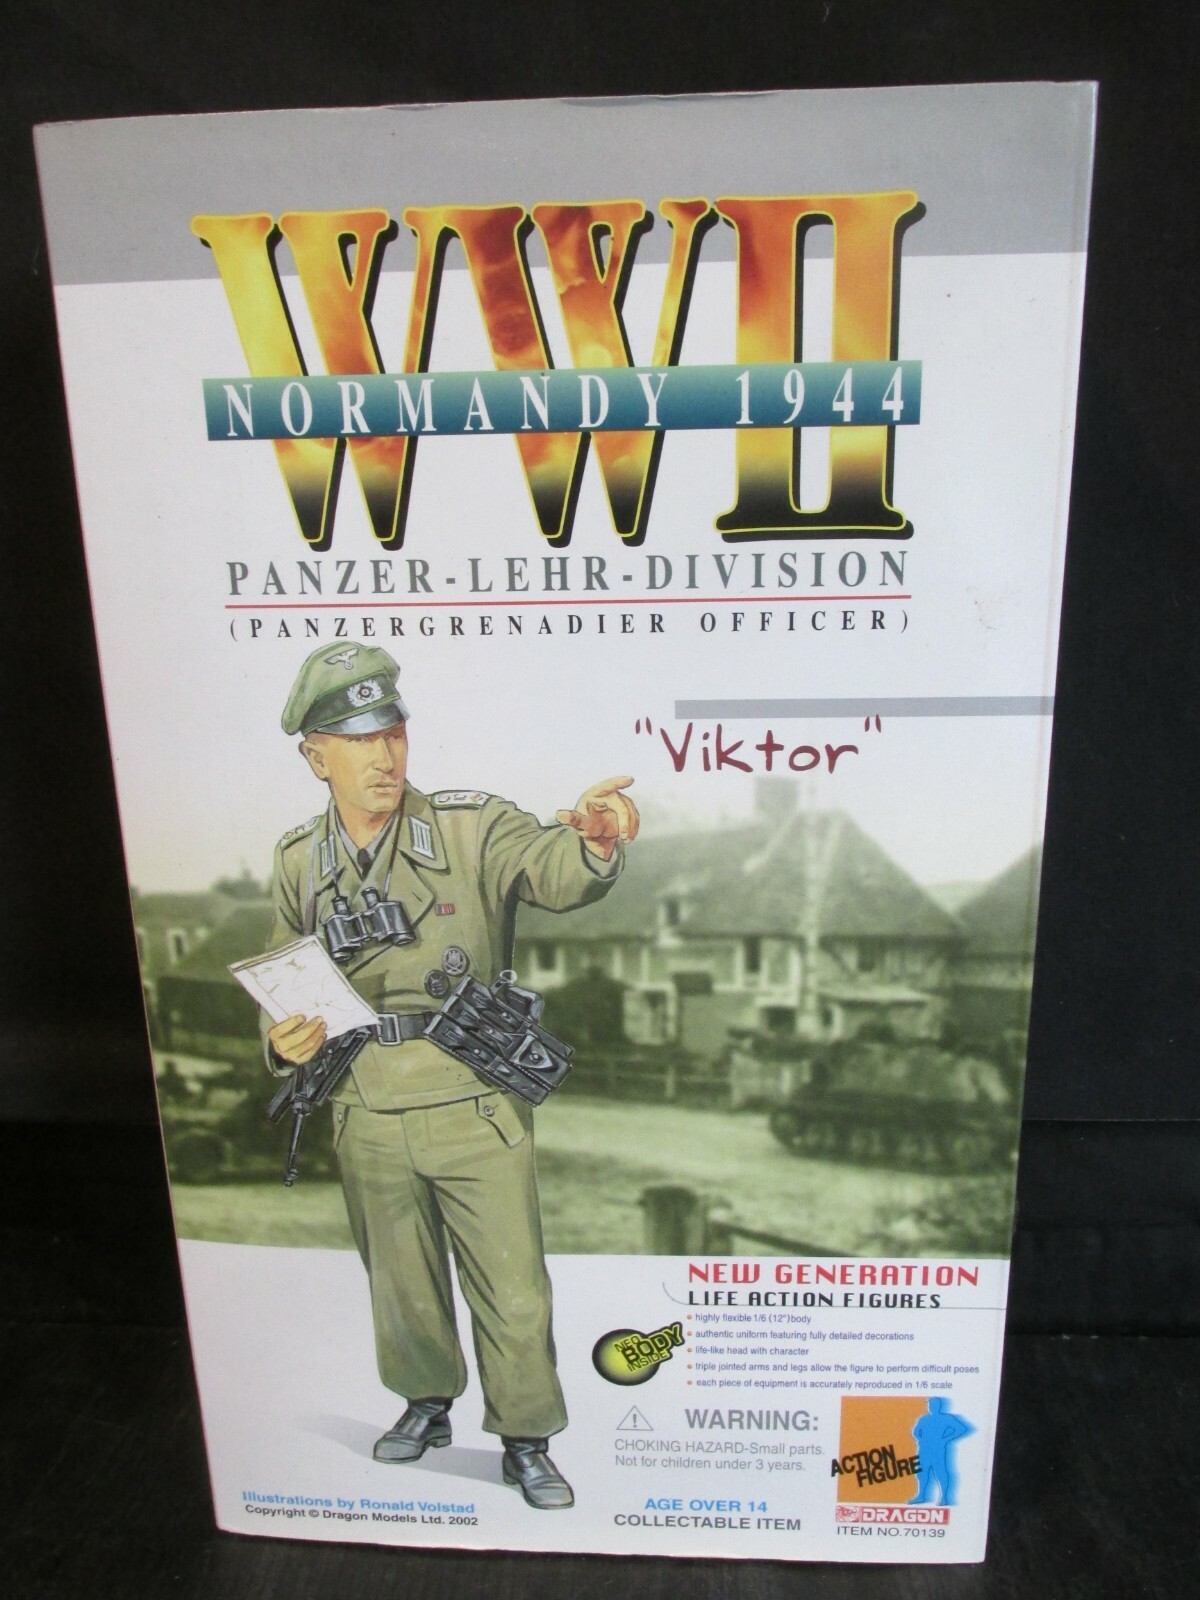 WWII
NORMANDY 1944
PANZER-LEHR-DIVISION
(PANZERGRENADIER OFFICER)
"Viktor"
NEW GENERATION
LIFE ACTION FIGURES
NEO BODY INSIDE
• highly flexible 1/6 (12")body
• authentic uniform featuring fully detailed decorations
• life-like head with character
• triple jointed arms and legs allow the figure to perform difficult poses
• each piece of equipment is accurately reproduced in 1/6 scale
! WARNING:
CHOKING HAZARD-Small parts.
Not for children under 3 years.
ACTION
FIGURE
Illustrations by Ronald Volstad
Copyright © Dragon Models Ltd. 2002
AGE OVER 14
COLLECTABLE ITEM
DRAGON
ITEM NO.70139